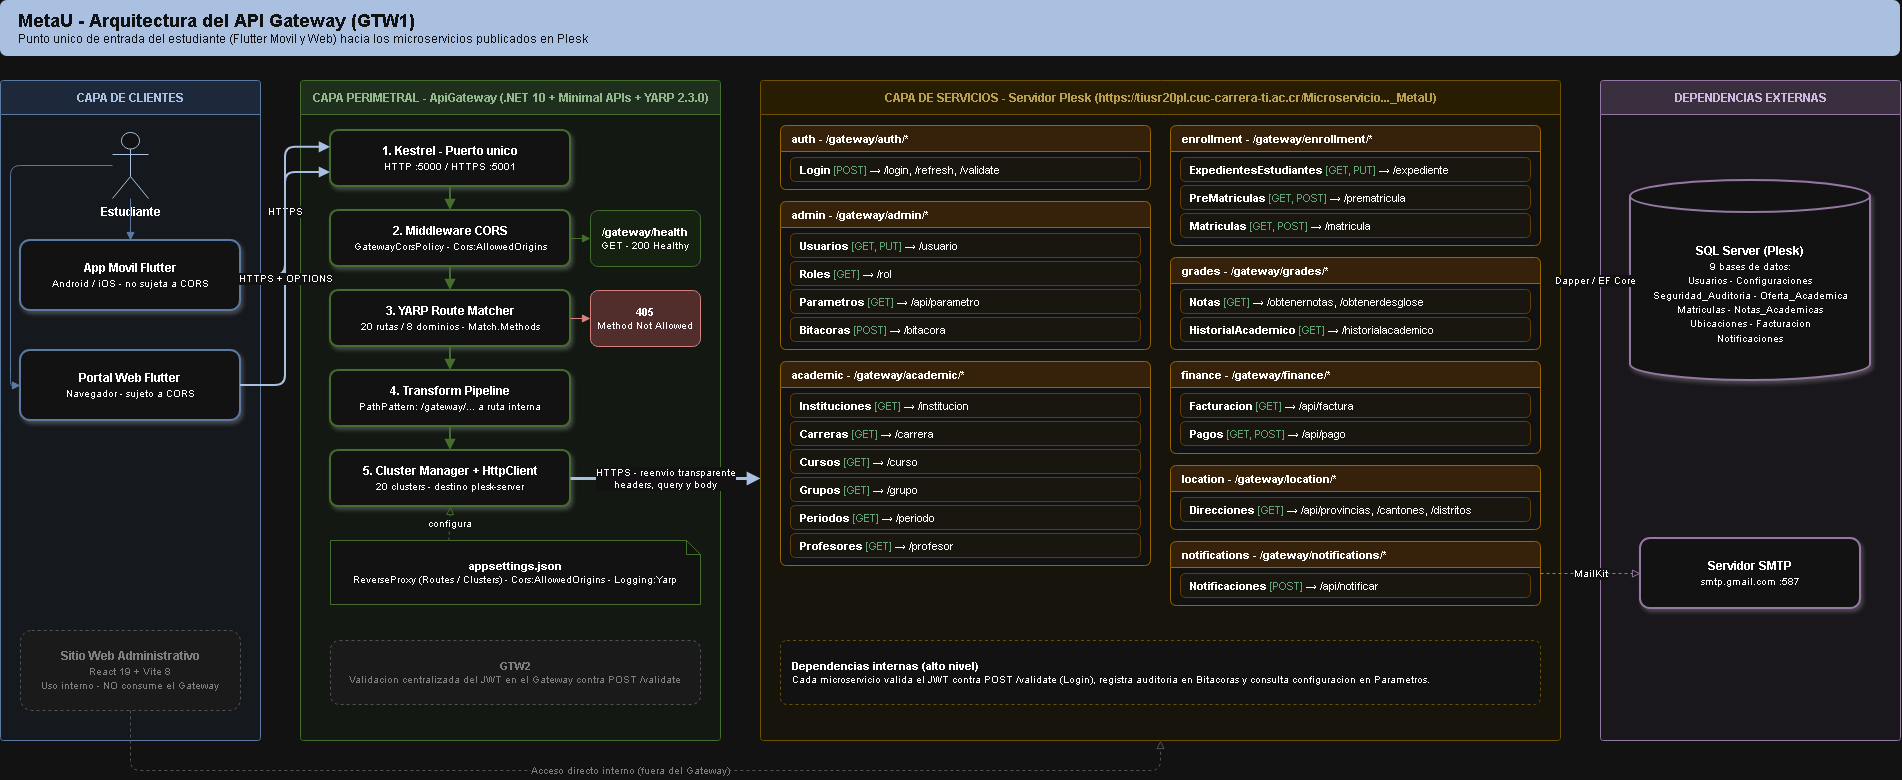 MetaU - Arquitectura del API Gateway (GTW1)
Punto unico de entrada del estudiante (Flutter Movil y Web) hacia los microservicios publicados en Plesk
CAPA DE CLIENTES
Estudiante
App Movil Flutter
Android / iOS - no sujeta a CORS
Portal Web Flutter
Navegador - sujeto a CORS
Sitio Web Administrativo
React 19 + Vite 8
Uso interno - NO consume el Gateway
HTTPS
HTTPS + OPTIONS
CAPA PERIMETRAL - ApiGateway (.NET 10 + Minimal APIs + YARP 2.3.0)
1. Kestrel - Puerto unico
HTTP :5000 / HTTPS :5001
2. Middleware CORS
GatewayCorsPolicy - Cors:AllowedOrigins
/gateway/health
GET - 200 Healthy
3. YARP Route Matcher
20 rutas / 8 dominios - Match.Methods
405
Method Not Allowed
4. Transform Pipeline
PathPattern: /gateway/... a ruta interna
5. Cluster Manager + HttpClient
20 clusters - destino plesk-server
HTTPS - reenvio transparente
headers, query y body
configura
appsettings.json
ReverseProxy (Routes / Clusters) - Cors:AllowedOrigins - Logging:Yarp
GTW2
Validacion centralizada del JWT en el Gateway contra POST /validate
CAPA DE SERVICIOS - Servidor Plesk (https://tiusr20pl.cuc-carrera-ti.ac.cr/Microservicio..._MetaU)
auth - /gateway/auth/*
Login [POST] → /login, /refresh, /validate
admin - /gateway/admin/*
Usuarios [GET, PUT] → /usuario
Roles [GET] → /rol
Parametros [GET] → /api/parametro
Bitacoras [POST] → /bitacora
academic - /gateway/academic/*
Instituciones [GET] → /institucion
Carreras [GET] → /carrera
Cursos [GET] → /curso
Grupos [GET] → /grupo
Periodos [GET] → /periodo
Profesores [GET] → /profesor
enrollment - /gateway/enrollment/*
ExpedientesEstudiantes [GET, PUT] → /expediente
PreMatriculas [GET, POST] → /prematricula
Matriculas [GET, POST] → /matricula
grades - /gateway/grades/*
Notas [GET] → /obtenernotas, /obtenerdesglose
HistorialAcademico [GET] → /historialacademico
finance - /gateway/finance/*
Facturacion [GET] → /api/factura
Pagos [GET, POST] → /api/pago
location - /gateway/location/*
Direcciones [GET] → /api/provincias, /cantones, /distritos
notifications - /gateway/notifications/*
Notificaciones [POST] → /api/notificar
Dependencias internas (alto nivel)
Cada microservicio valida el JWT contra POST /validate (Login), registra auditoria en Bitacoras y consulta configuracion en Parametros.
DEPENDENCIAS EXTERNAS
Dapper / EF Core
SQL Server (Plesk)
9 bases de datos:
Usuarios - Configuraciones
Seguridad_Auditoria - Oferta_Academica
Matriculas - Notas_Academicas
Ubicaciones - Facturacion
Notificaciones
MailKit
Servidor SMTP
smtp.gmail.com :587
Acceso directo interno (fuera del Gateway)